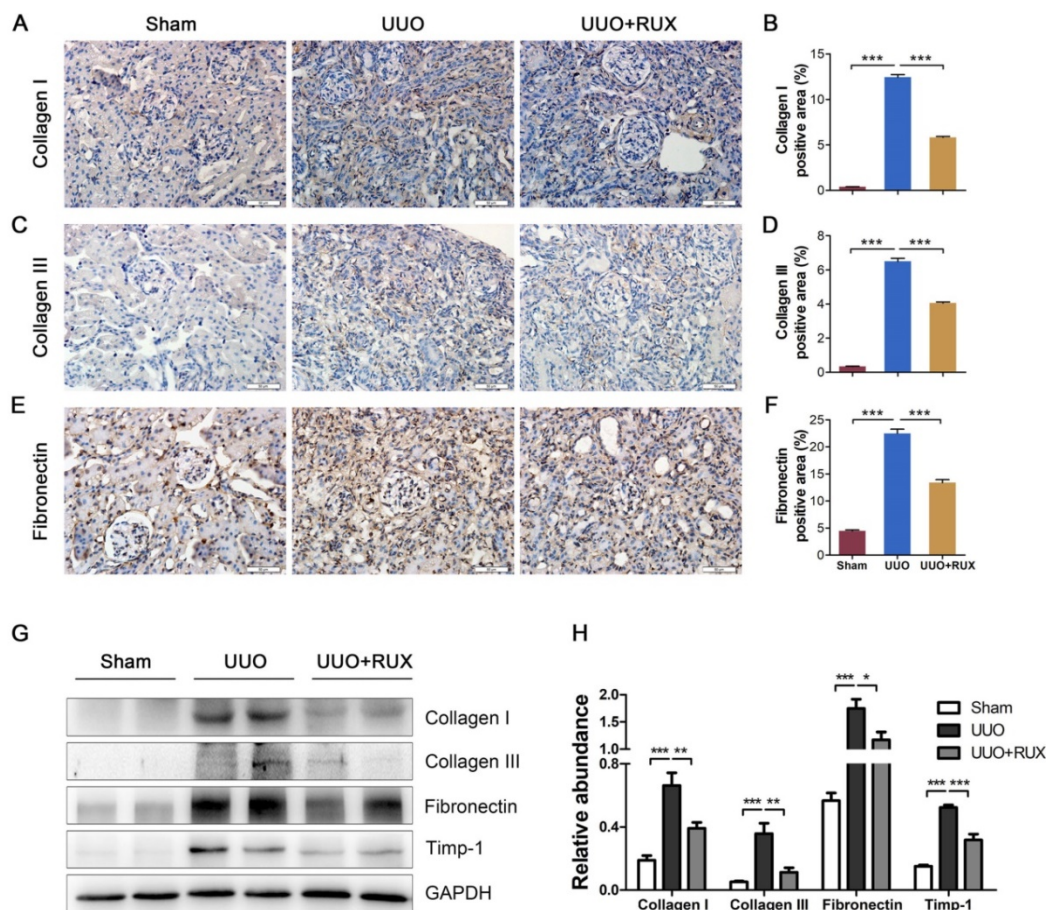 A
Sham
UUO
UUO+RUX
B
Collagen I
Collagen I
positive area (%)
15
10
5
0
*** ***
C
Collagen III
D
Collagen III
positive area (%)
8
6
4
2
0
*** ***
E
Fibronectin
F
Fibronectin
positive area (%)
25
20
15
10
5
0
*** ***
Sham UUO UUO+RUX
G
Sham UUO UUO+RUX
Collagen I
Collagen III
Fibronectin
Timp-1
GAPDH
H
Relative abundance
2.0
1.5
1.0
0.8
0.4
0.0
*** **
*** **
*** *
*** ***
Sham
UUO
UUO+RUX
Collagen I Collagen III Fibronectin Timp-1